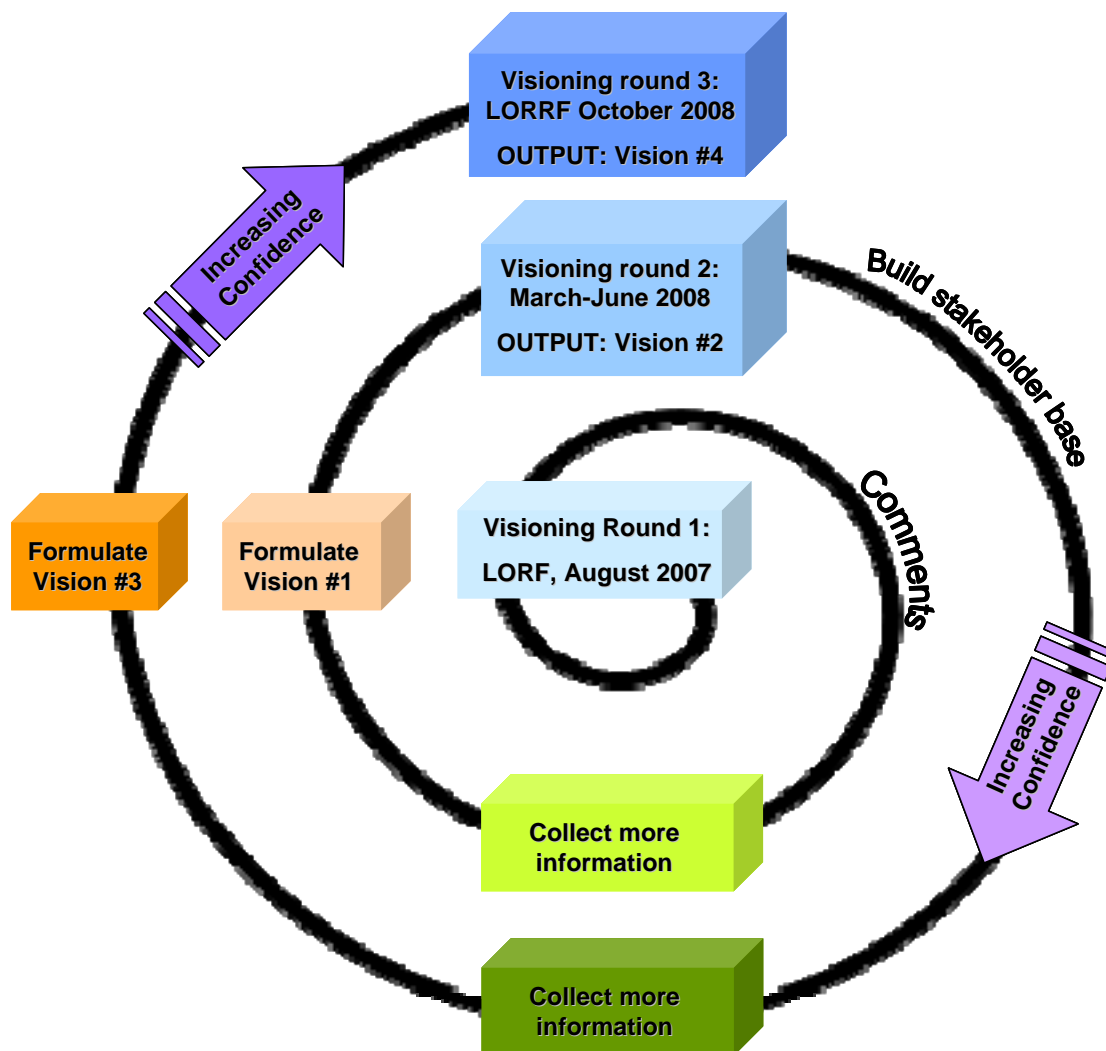 Visioning round 3:
LORRF October 2008
OUTPUT: Vision #4
Increasing
Confidence
Visioning round 2:
March-June 2008
OUTPUT: Vision #2
Build stakeholder base
Comments
Formulate
Vision #3
Formulate
Vision #1
Visioning Round 1:
LORF, August 2007
Increasing
Confidence
Collect more
information
Collect more
information